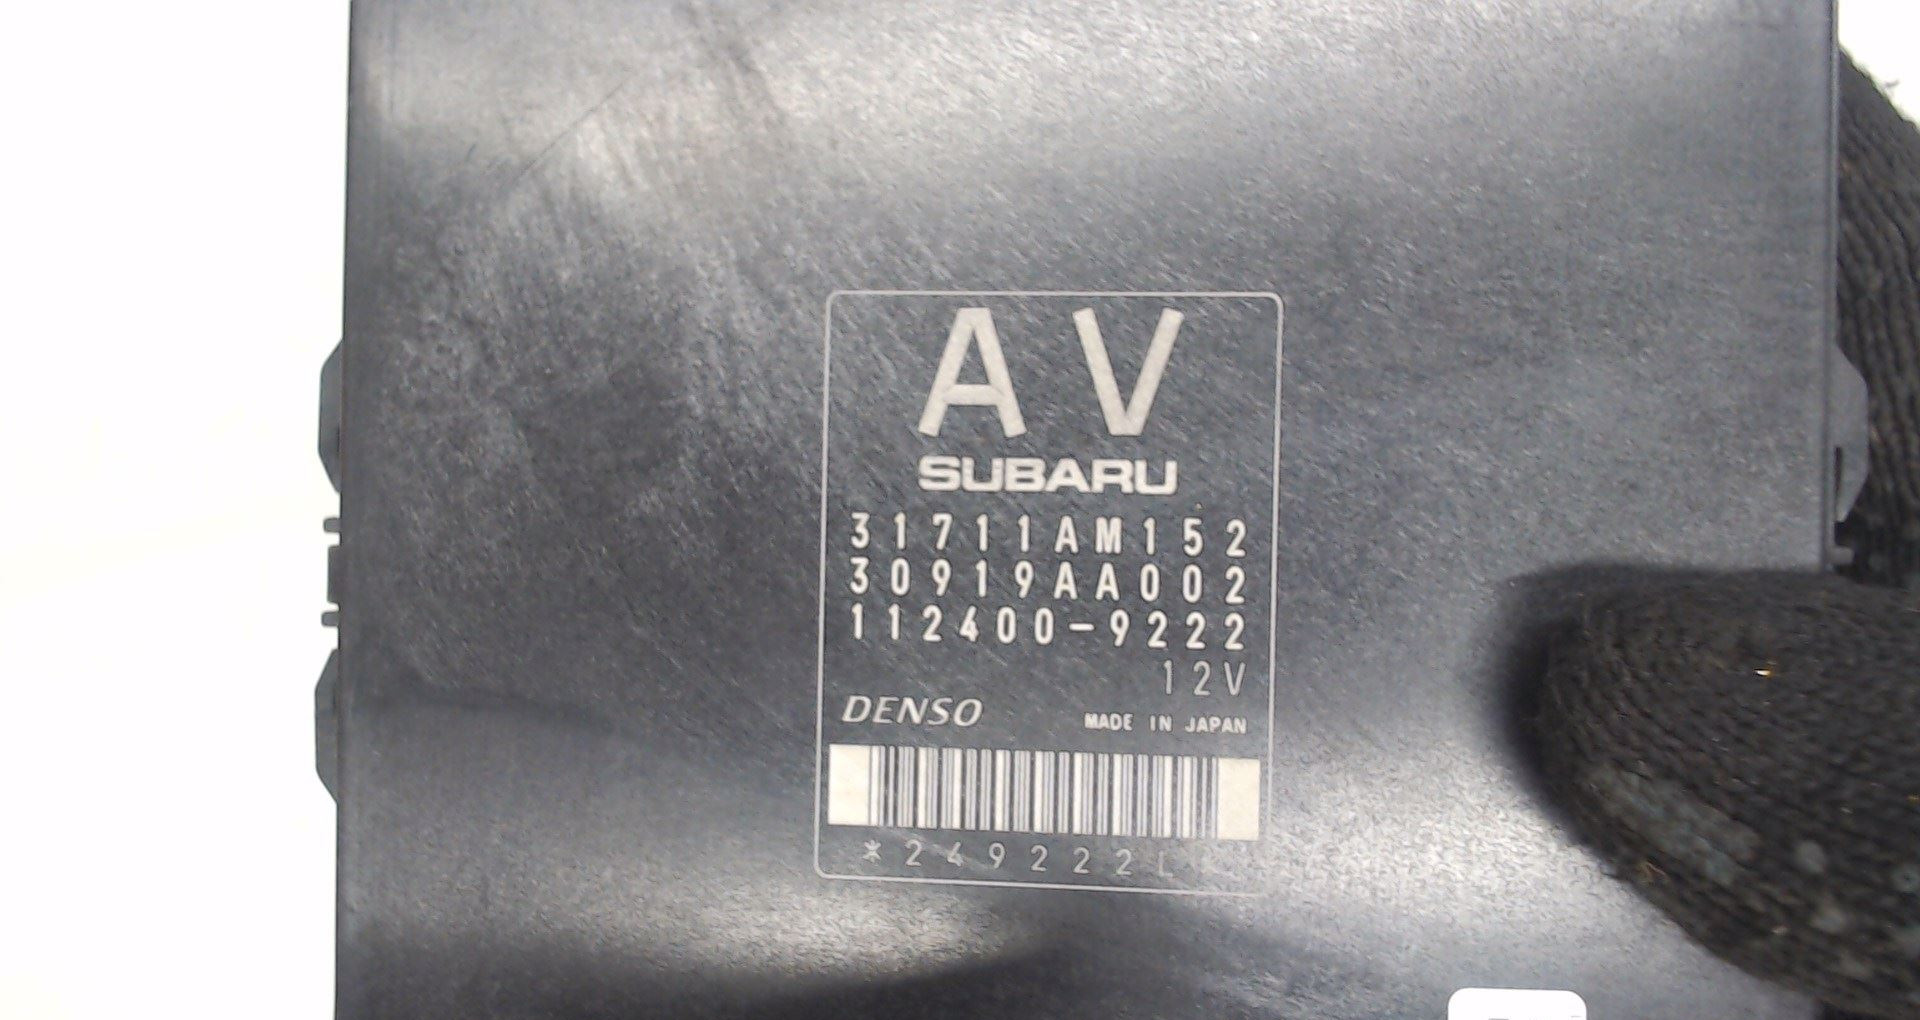 AV
SUBARU
31711AM152
30919AA002
112400-9222
12V
DENSO
MADE IN JAPAN
*249222L